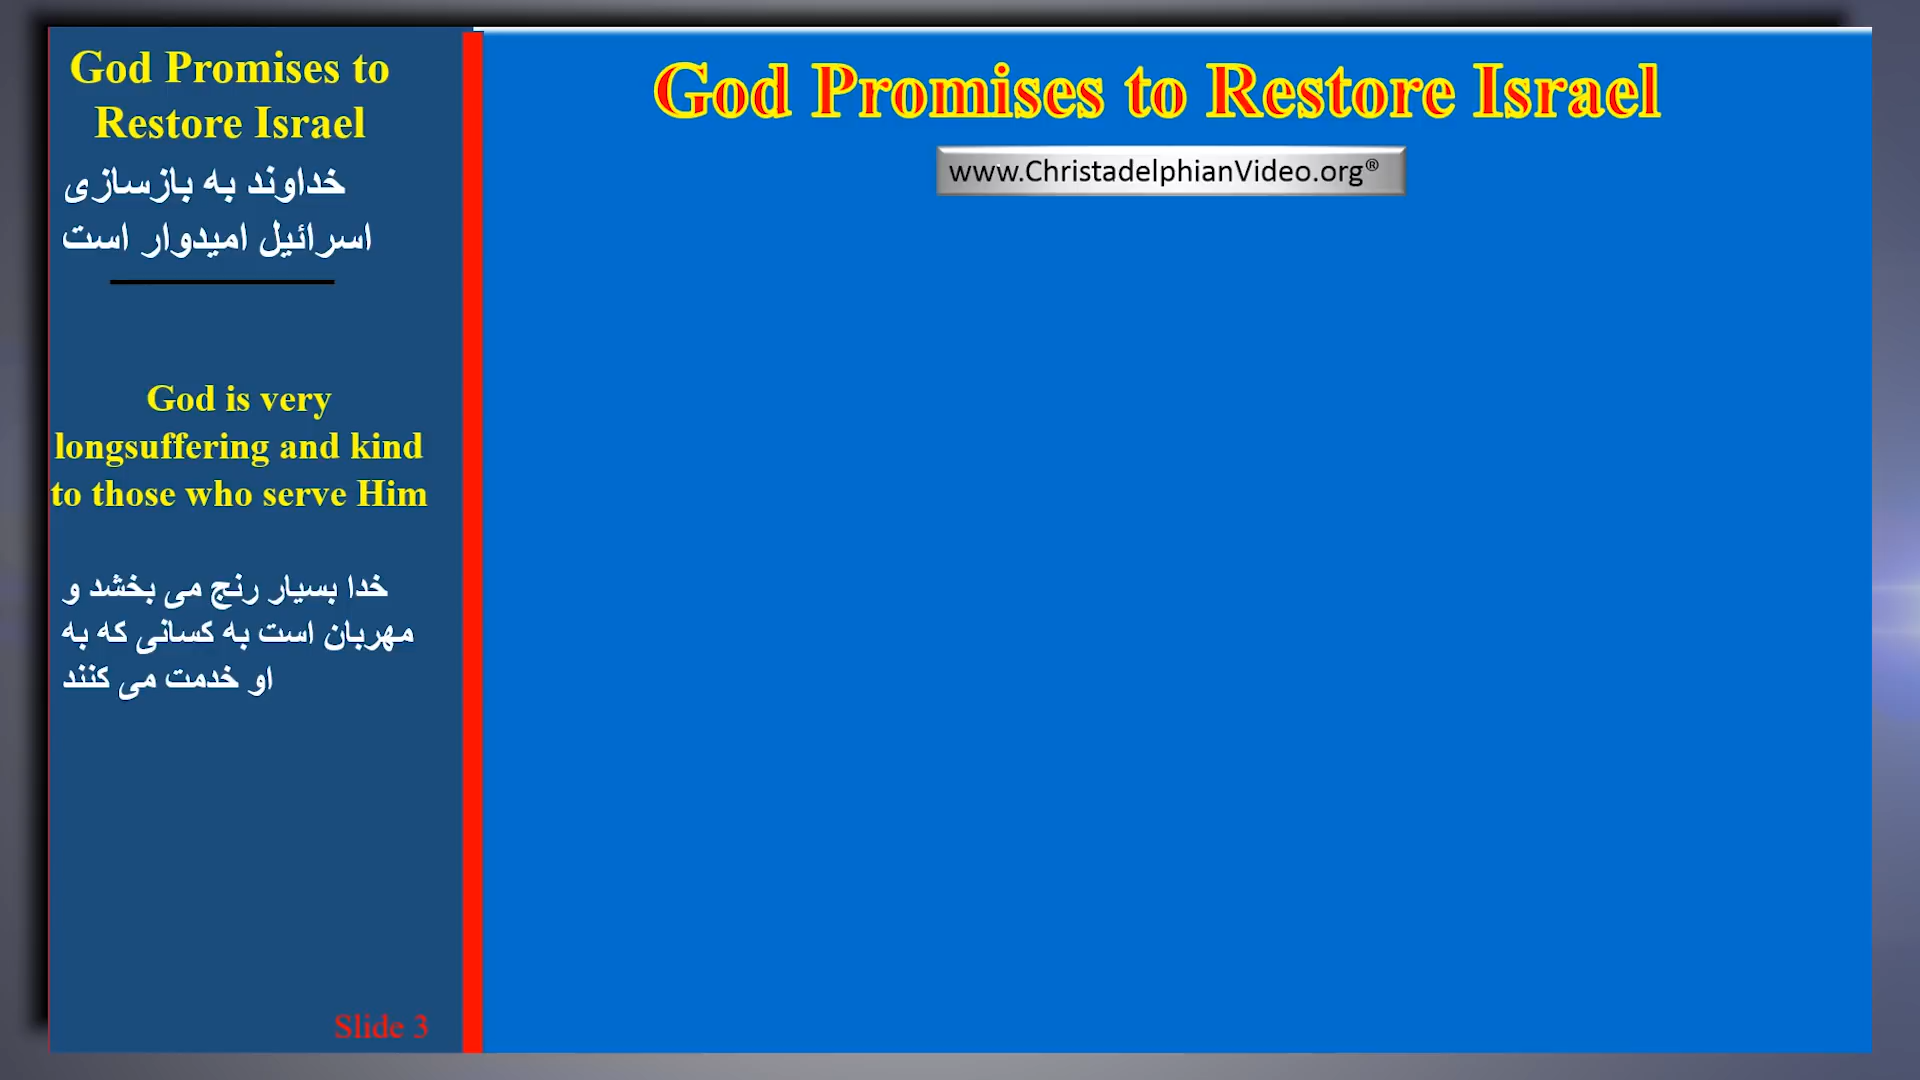 God Promises to
Restore Israel
خداوند به بازسازی
اسرائیل امیدوار است
God is very
longsuffering and kind
to those who serve Him
خدا بسیار رنج می بخشد و
مهربان است به کسانی که به
او خدمت می کنند
Slide 3
God Promises to Restore Israel
www.ChristadelphianVideo.org®